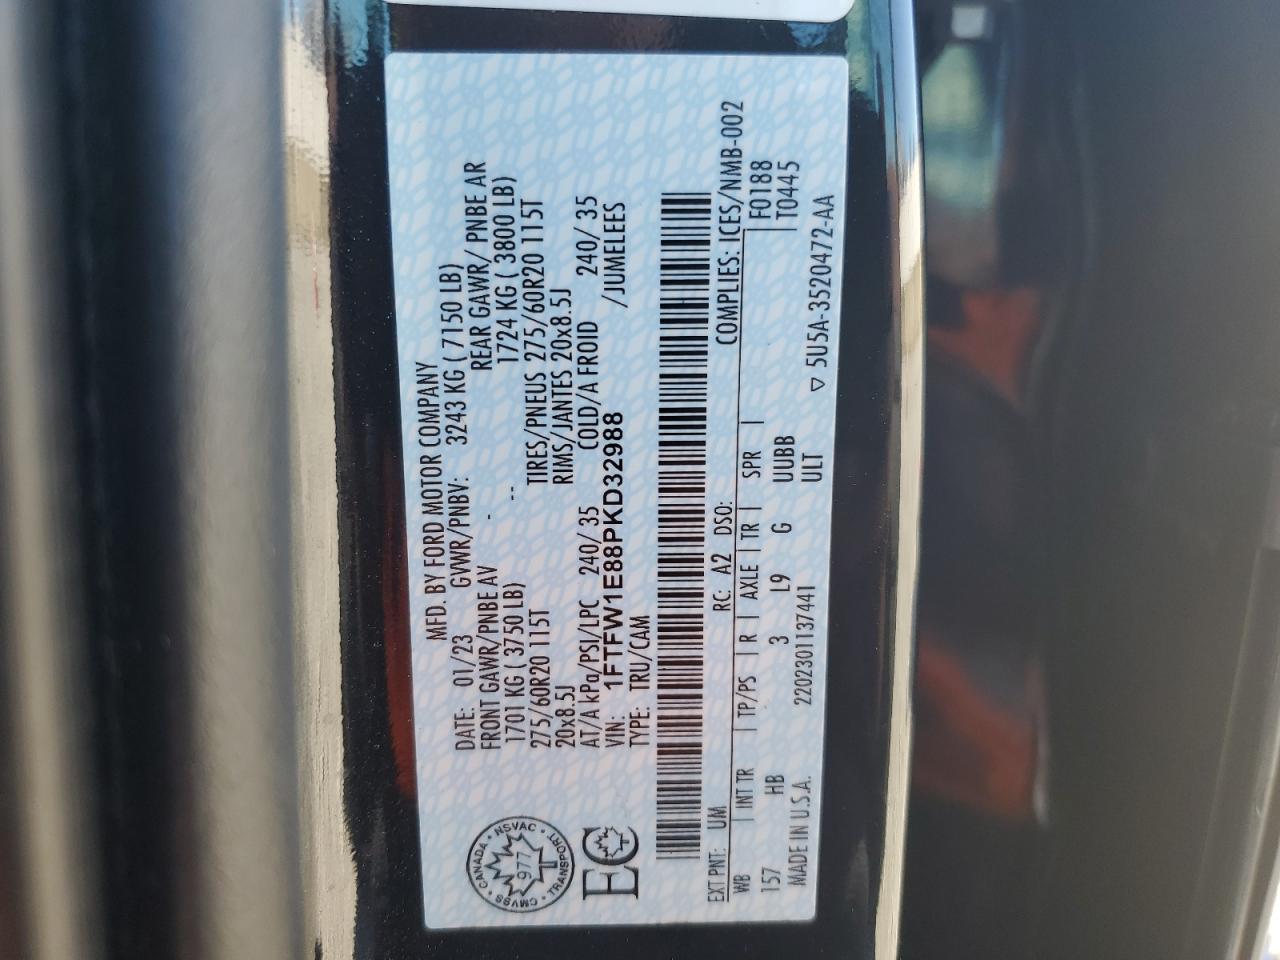 MFD. BY FORD MOTOR COMPANY
DATE: 01/23 GVWR/PNBV: 3243 KG ( 7150 LB)
FRONT GAWR/PNBE AV - REAR GAWR/ PNBE AR
1701 KG ( 3750 LB) -- 1724 KG ( 3800 LB)
275/60R20 115T TIRES/PNEUS 275/60R20 115T
20x8.5J RIMS/JANTES 20x8.5J
AT/A kPa/PSI/LPC 240/ 35 COLD/A FROID 240/ 35
VIN: 1FTFW1E88PKD32988 /JUMELEES
TYPE: TRU/CAM
CANADA • NSVAC • TRANSPORT • CMVSS •
977
EC
RC: A2 DSO: COMPLIES: ICES/NMB-002
EXT PNT: UM F0188
T0445
WB | INT TR | TP/PS | R | AXLE | TR | SPR |
157 HB 3 L9 G UUBB
MADE IN U.S.A. 2202301137441 ULT
▽ 5U5A-3520472-AA